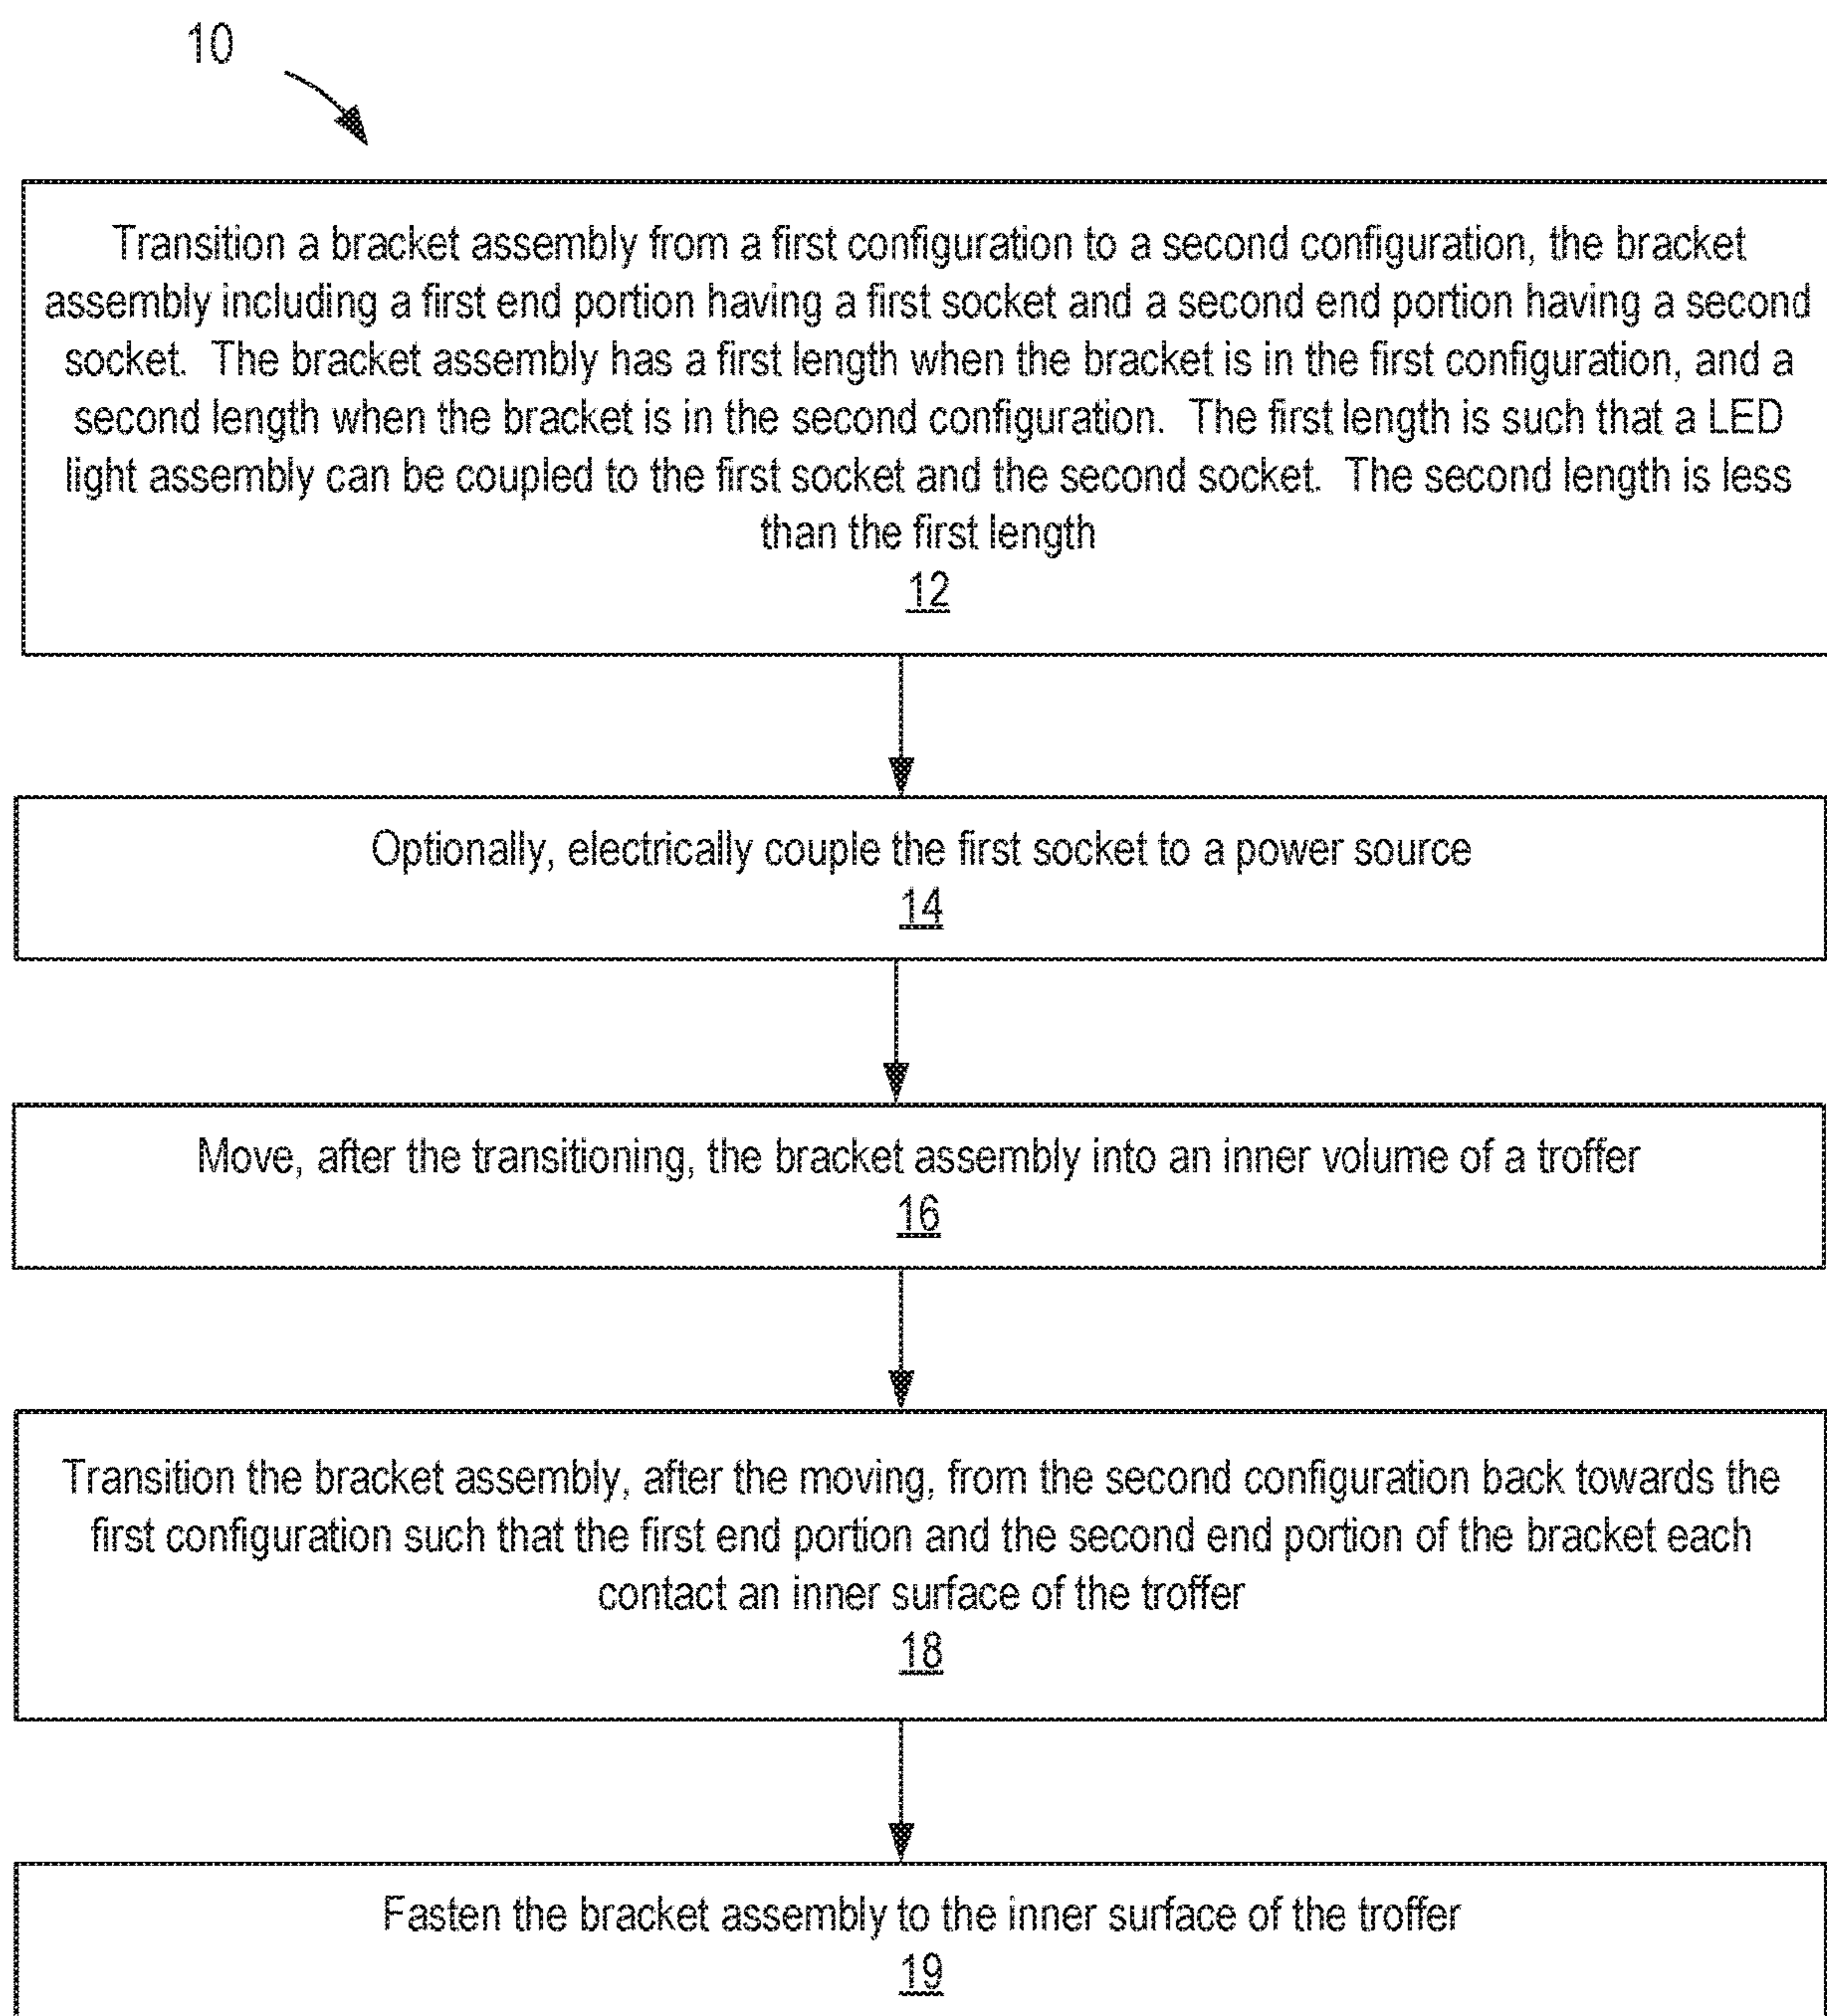 10
Transition a bracket assembly from a first configuration to a second configuration, the bracket
assembly including a first end portion having a first socket and a second end portion having a second
socket. The bracket assembly has a first length when the bracket is in the first configuration, and a
second length when the bracket is in the second configuration. The first length is such that a LED
light assembly can be coupled to the first socket and the second socket. The second length is less
than the first length
12
Optionally, electrically couple the first socket to a power source
14
Move, after the transitioning, the bracket assembly into an inner volume of a troffer
16
Transition the bracket assembly, after the moving, from the second configuration back towards the
first configuration such that the first end portion and the second end portion of the bracket each
contact an inner surface of the troffer
18
Fasten the bracket assembly to the inner surface of the troffer
19